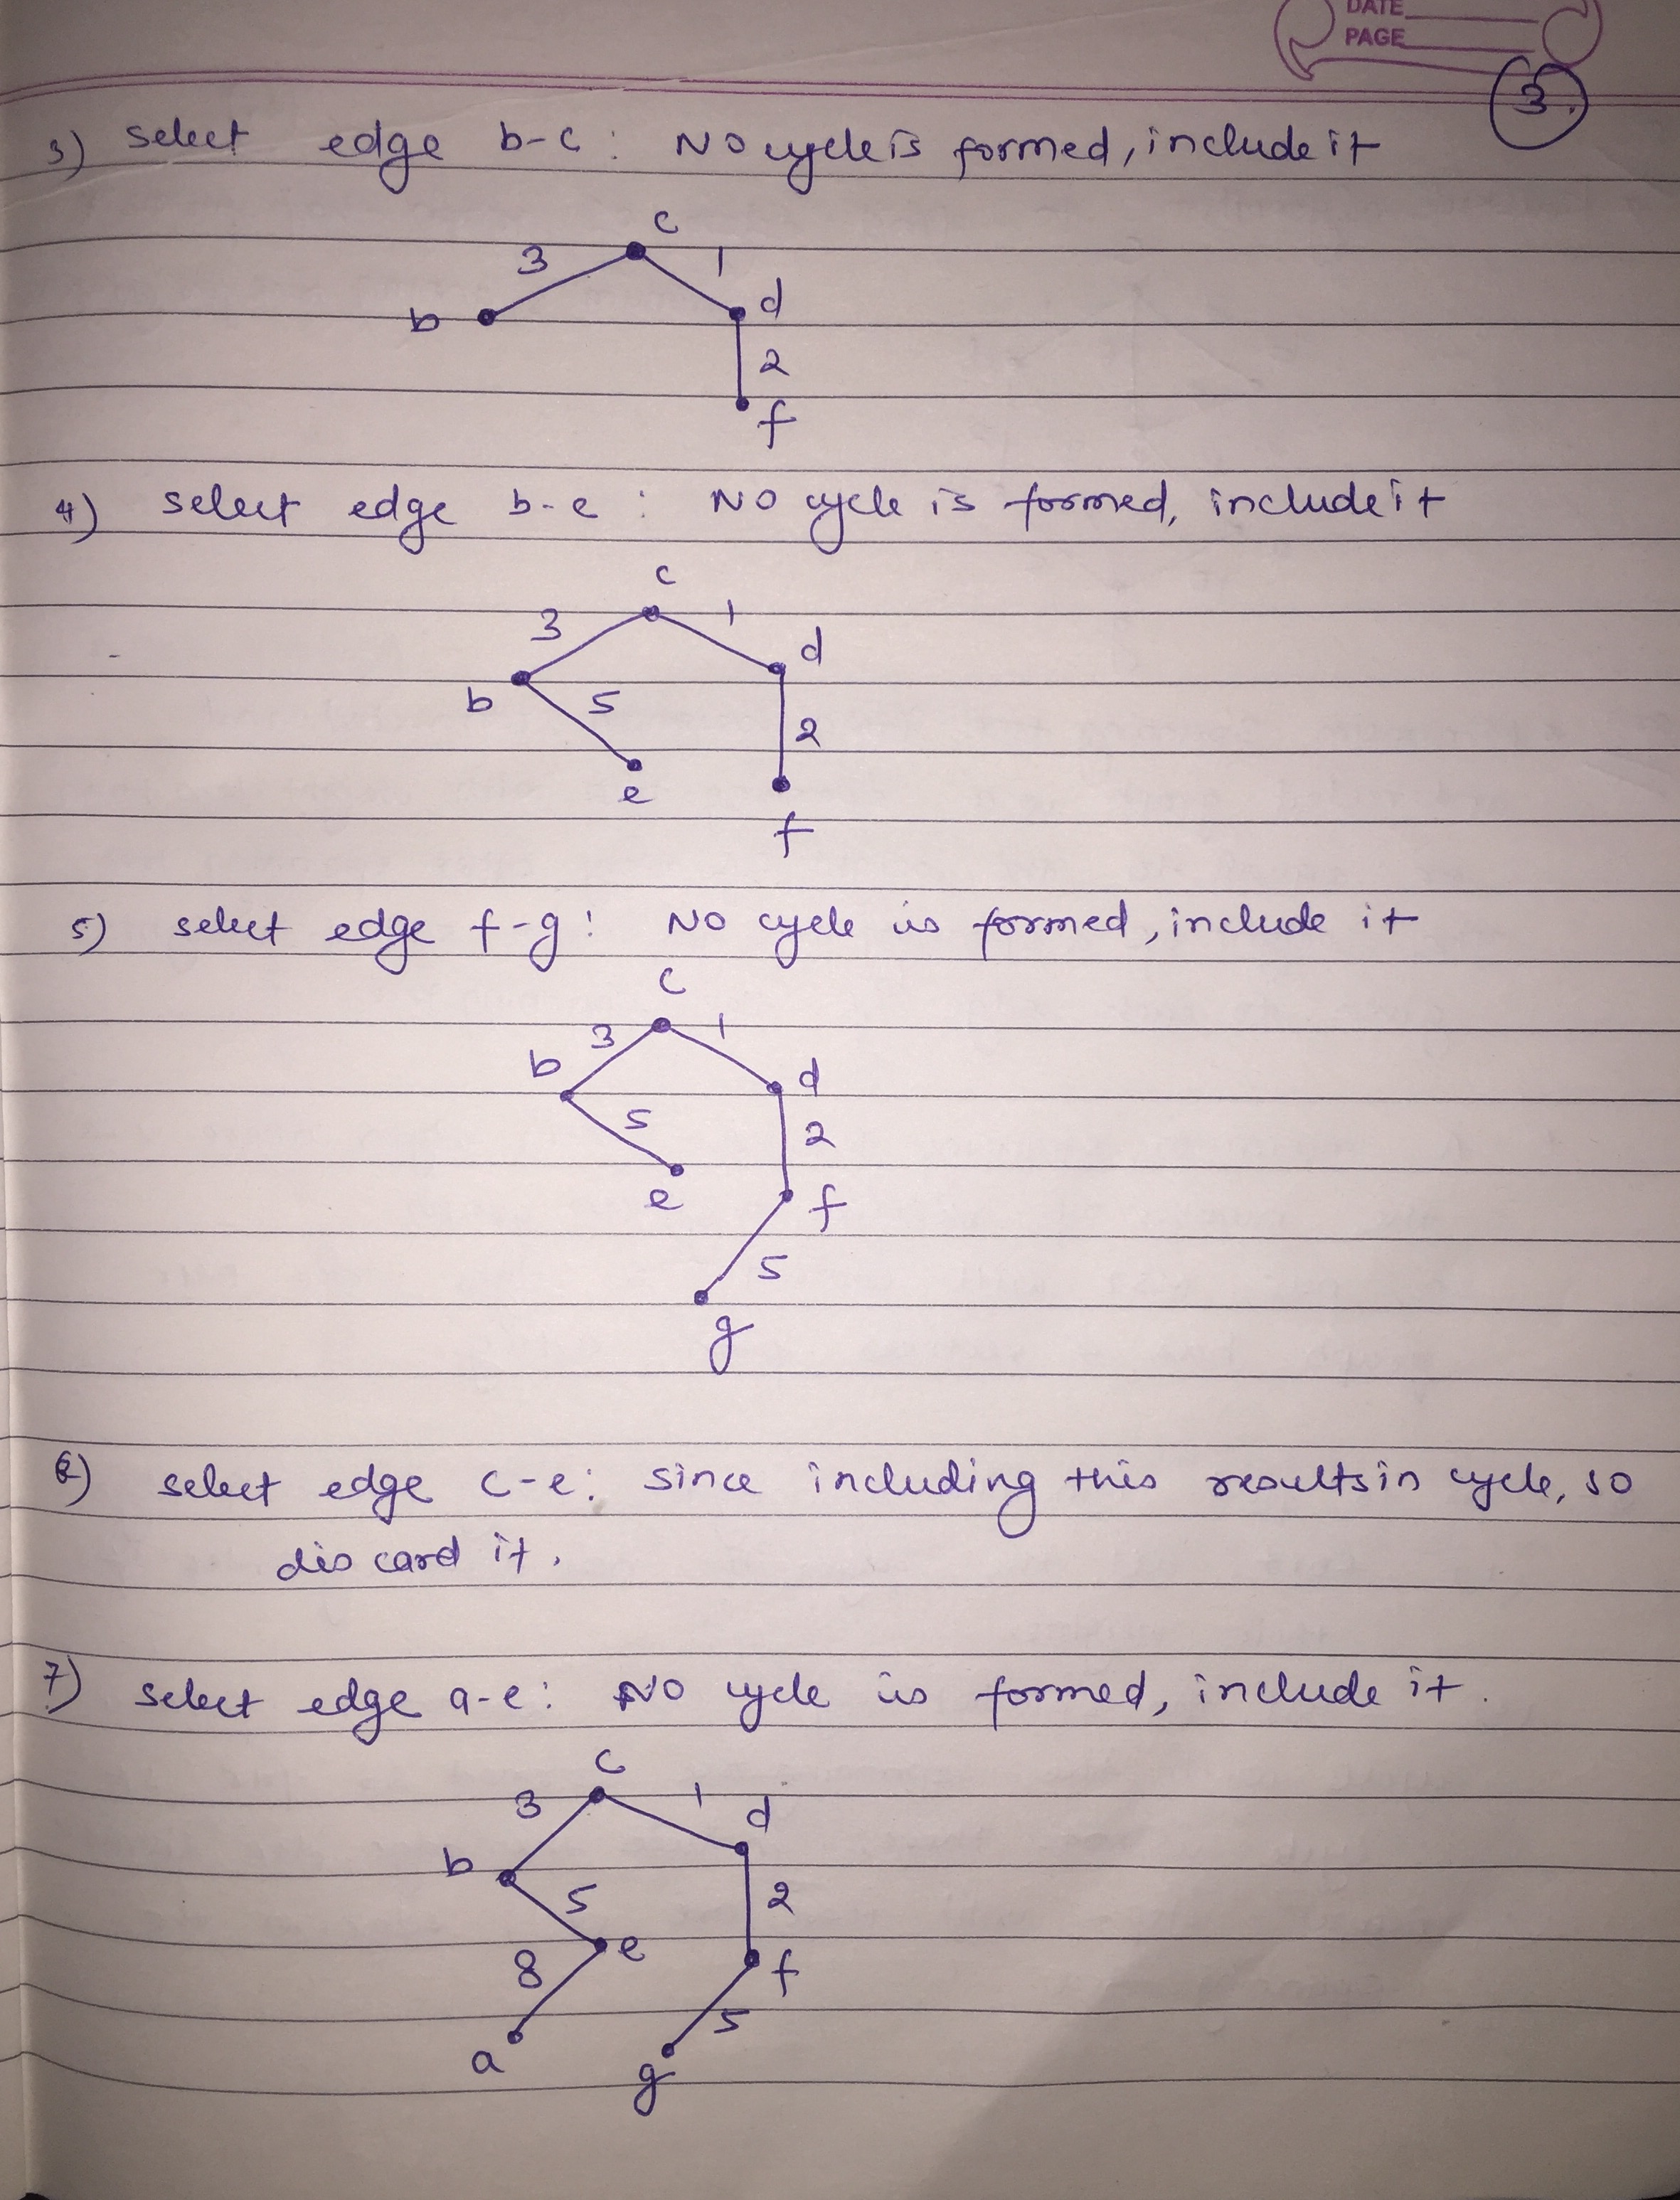 DATE
PAGE
3.
3) select edge b-c : No cycle is formed, include it
c
3 1
b d
2
f
4) select edge b-e : No cycle is formed, include it
c
3 1
d
b 5
2
e
f
5) select edge f-g : No cycle is formed, include it
c
3 1
b d
5 2
e f
5
g
6) select edge c-e : since including this results in cycle, so
discard it.
7) select edge a-e : No cycle is formed, include it.
c
3 1 d
b
5 2
8 e f
5
a g